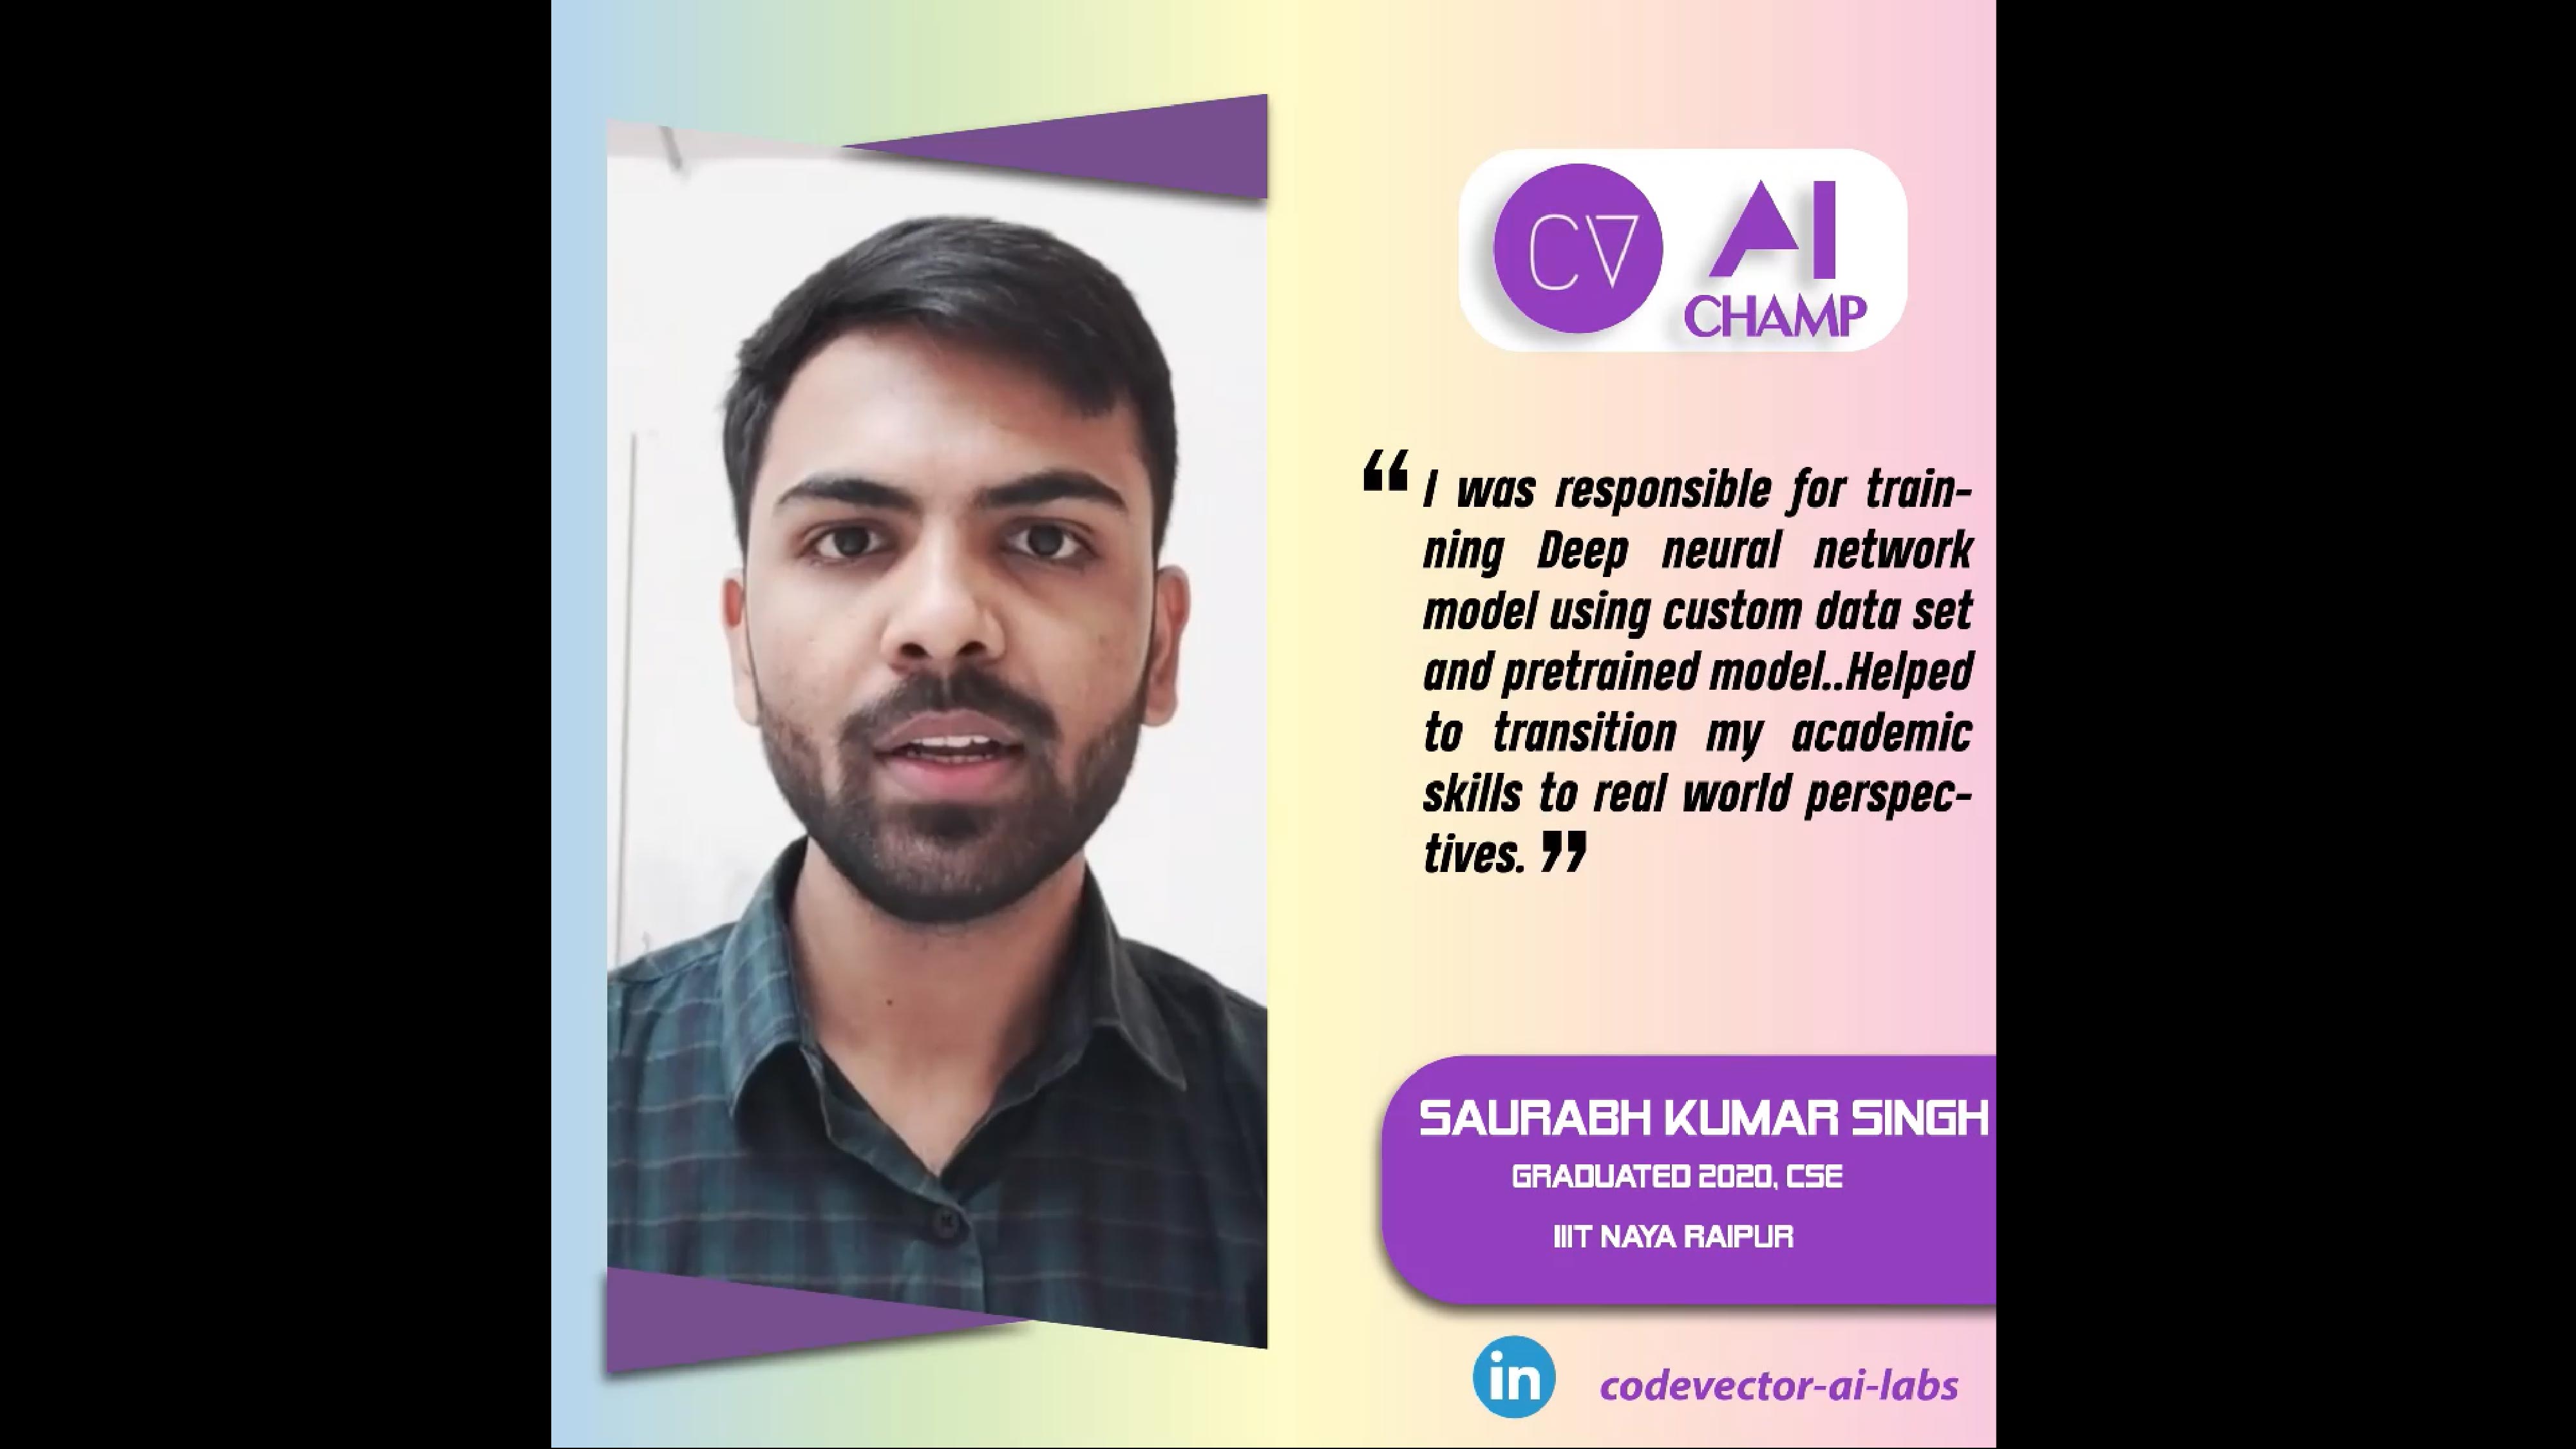 CV
AI
CHAMP
“ I was responsible for train-
ning Deep neural network
model using custom data set
and pretrained model..Helped
to transition my academic
skills to real world perspec-
tives. ”
SAURABH KUMAR SINGH
GRADUATED 2020, CSE
IIIT NAYA RAIPUR
in codevector-ai-labs